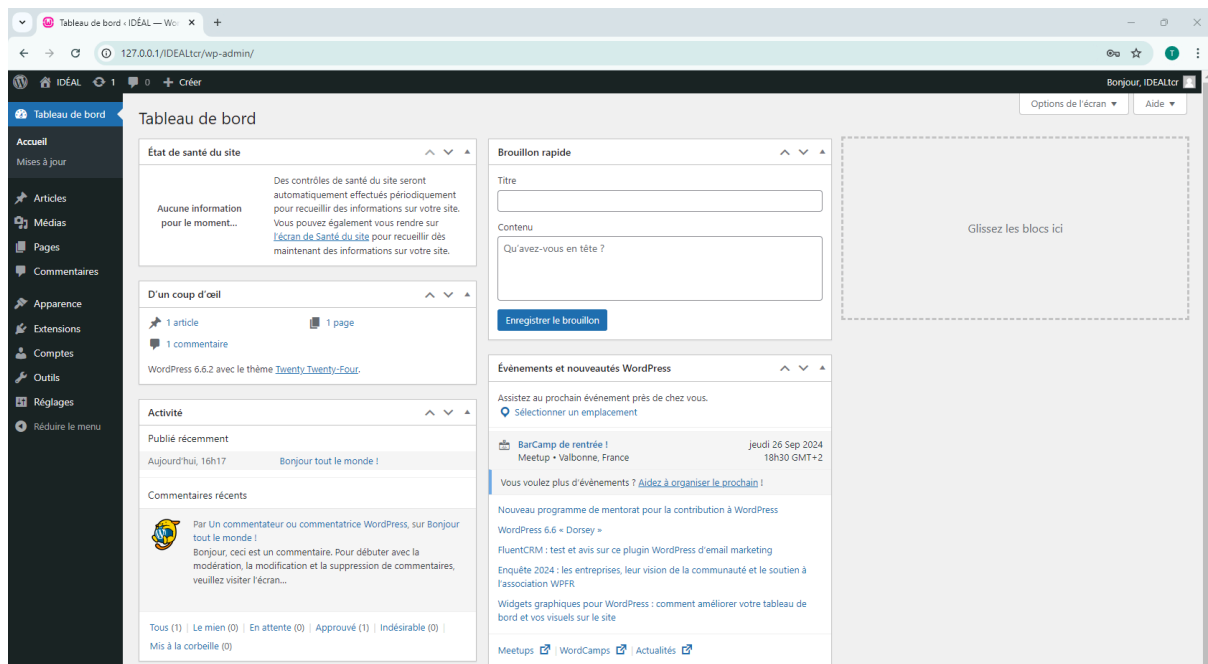 Tableau de bord ‹ IDÉAL — Wo
127.0.0.1/IDEALtcr/wp-admin/
T
IDÉAL 1 0 Créer
Bonjour, IDEALtcr
Tableau de bord
Accueil
Mises à jour
Articles
Médias
Pages
Commentaires
Apparence
Extensions
Comptes
Outils
Réglages
Réduire le menu
Options de l'écran ▼
Aide ▼
Tableau de bord
État de santé du site
Aucune information
pour le moment...
Des contrôles de santé du site seront
automatiquement effectués périodiquement
pour recueillir des informations sur votre site.
Vous pouvez également vous rendre sur
l'écran de Santé du site pour recueillir dès
maintenant des informations sur votre site.
D'un coup d'œil
1 article
1 page
1 commentaire
WordPress 6.6.2 avec le thème Twenty Twenty-Four.
Activité
Publié récemment
Aujourd'hui, 16h17 Bonjour tout le monde !
Commentaires récents
Par Un commentateur ou commentatrice WordPress, sur Bonjour
tout le monde !
Bonjour, ceci est un commentaire. Pour débuter avec la
modération, la modification et la suppression de commentaires,
veuillez visiter l'écran...
Tous (1) | Le mien (0) | En attente (0) | Approuvé (1) | Indésirable (0) |
Mis à la corbeille (0)
Brouillon rapide
Titre
Contenu
Qu'avez-vous en tête ?
Enregistrer le brouillon
Évènements et nouveautés WordPress
Assistez au prochain évènement près de chez vous.
Sélectionner un emplacement
BarCamp de rentrée !
Meetup • Valbonne, France
jeudi 26 Sep 2024
18h30 GMT+2
Vous voulez plus d'évènements ? Aidez à organiser le prochain !
Nouveau programme de mentorat pour la contribution à WordPress
WordPress 6.6 « Dorsey »
FluentCRM : test et avis sur ce plugin WordPress d'email marketing
Enquête 2024 : les entreprises, leur vision de la communauté et le soutien à
l'association WPFR
Widgets graphiques pour WordPress : comment améliorer votre tableau de
bord et vos visuels sur le site
Meetups | WordCamps | Actualités
Glissez les blocs ici